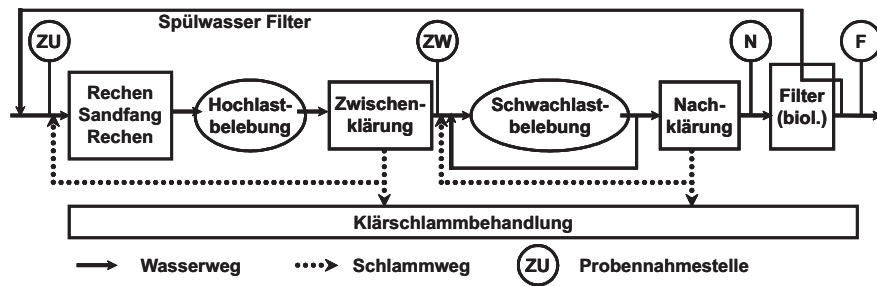 Spülwasser Filter
ZU
ZW
N
F
Rechen
Sandfang
Rechen
Hochlast-
belebung
Zwischen-
klärung
Schwachlast-
belebung
Nach-
klärung
Filter
(biol.)
Klärschlammbehandlung
Wasserweg
Schlammweg
ZU
Probennahmestelle